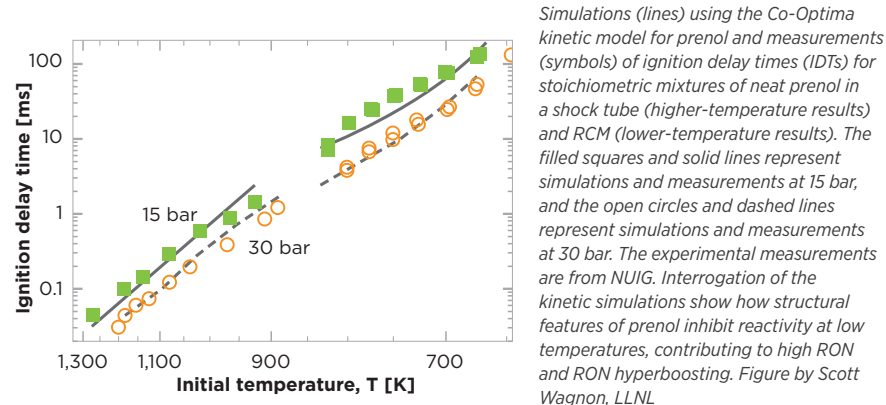 Ignition delay time [ms]
100
10
1
0.1
15 bar
30 bar
1,300
1,100
900
700
Initial temperature, T [K]
Simulations (lines) using the Co-Optima
kinetic model for prenol and measurements
(symbols) of ignition delay times (IDTs) for
stoichiometric mixtures of neat prenol in
a shock tube (higher-temperature results)
and RCM (lower-temperature results). The
filled squares and solid lines represent
simulations and measurements at 15 bar,
and the open circles and dashed lines
represent simulations and measurements
at 30 bar. The experimental measurements
are from NUIG. Interrogation of the
kinetic simulations show how structural
features of prenol inhibit reactivity at low
temperatures, contributing to high RON
and RON hyperboosting. Figure by Scott
Wagnon, LLNL